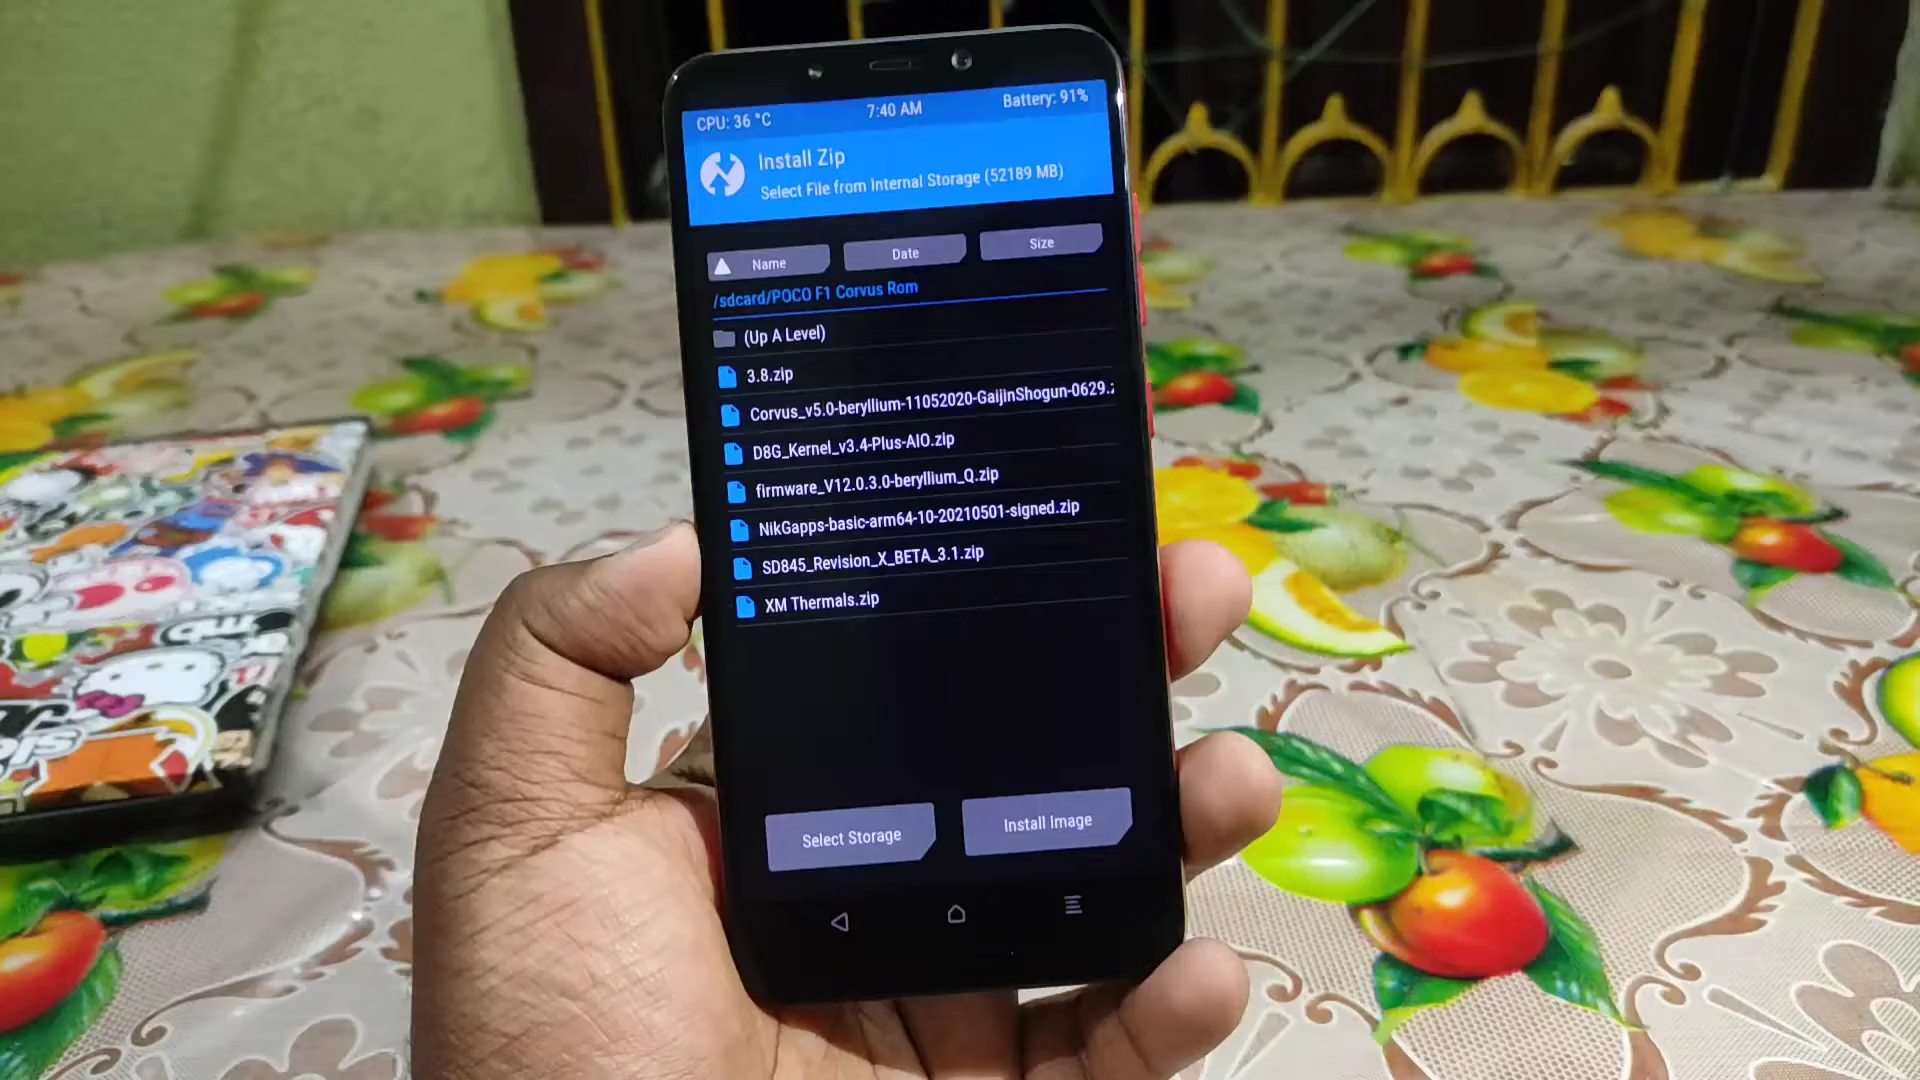 CPU: 36 °C
7:40 AM
Battery: 91%
Install Zip
Select File from Internal Storage (52189 MB)
Name
Date
Size
/sdcard/POCO F1 Corvus Rom
(Up A Level)
3.8.zip
Corvus_v5.0-beryllium-11052020-GaijinShogun-0629.z
D8G_Kernel_v3.4-Plus-AIO.zip
firmware_V12.0.3.0-beryllium_Q.zip
NikGapps-basic-arm64-10-20210501-signed.zip
SD845_Revision_X_BETA_3.1.zip
XM Thermals.zip
Select Storage
Install Image